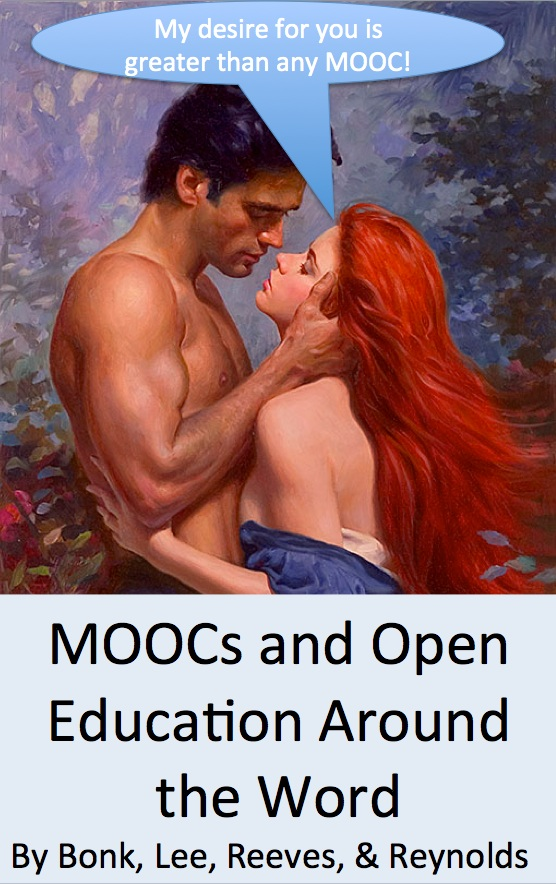 My desire for you is
greater than any MOOC!
MOOCs and Open
Education Around
the Word
By Bonk, Lee, Reeves, & Reynolds